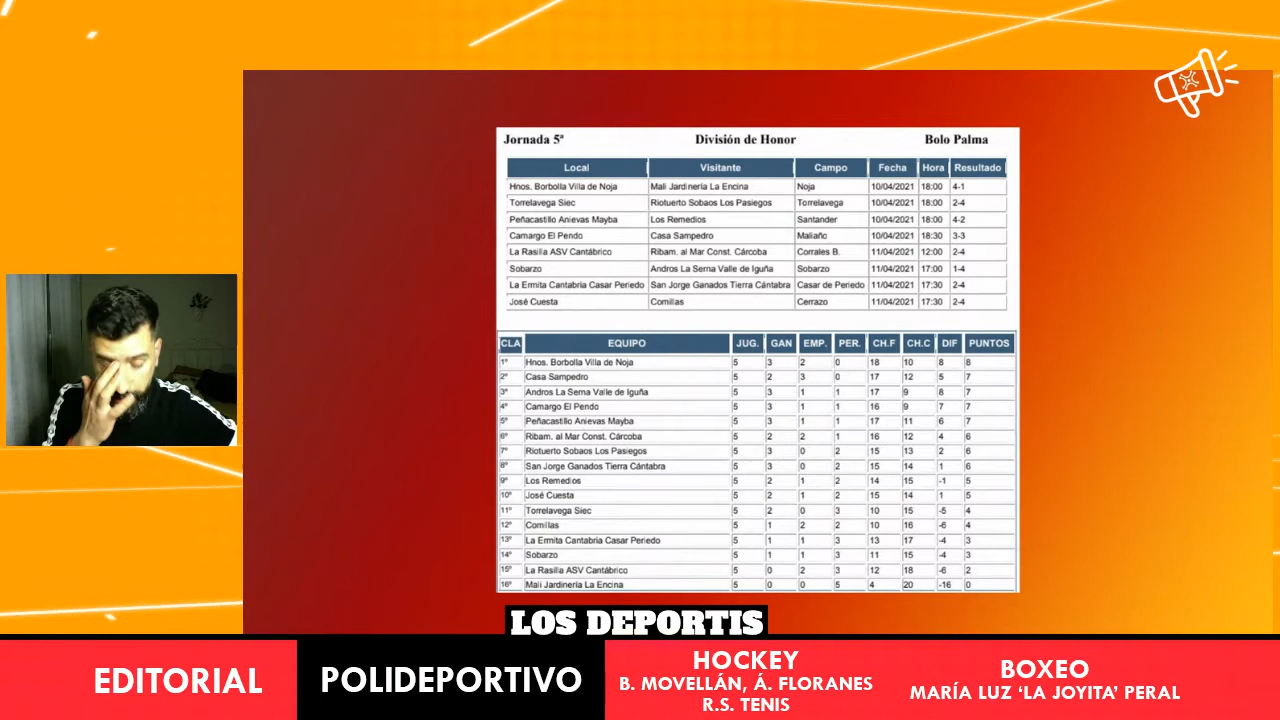 Jornada 5ª División de Honor Bolo Palma
Local Visitante Campo Fecha Hora Resultado
Hnos. Borbolla Villa de Noja Mali Jardinería La Encina Noja 10/04/2021 18:00 4-1
Torrelavega Siec Riotuerto Sobaos Los Pasiegos Torrelavega 10/04/2021 18:00 2-4
Peñacastillo Anievas Mayba Los Remedios Santander 10/04/2021 18:00 4-2
Camargo El Pendo Casa Sampedro Maliaño 10/04/2021 18:30 3-3
La Rasilla ASV Cantábrico Ribam. al Mar Const. Cárcoba Corrales B. 11/04/2021 12:00 2-4
Sobarzo Andros La Serna Valle de Iguña Sobarzo 11/04/2021 17:00 1-4
La Ermita Cantabria Casar Periedo San Jorge Ganados Tierra Cántabra Casar de Periedo 11/04/2021 17:30 2-4
José Cuesta Comillas Cerrazo 11/04/2021 17:30 2-4
CLA EQUIPO JUG. GAN EMP. PER. CH.F CH.C DIF PUNTOS
1º Hnos. Borbolla Villa de Noja 5 3 2 0 18 10 8 8
2º Casa Sampedro 5 2 3 0 17 12 5 7
3º Andros La Serna Valle de Iguña 5 3 1 1 17 9 8 7
4º Camargo El Pendo 5 3 1 1 16 9 7 7
5º Peñacastillo Anievas Mayba 5 3 1 1 17 11 6 7
6º Ribam. al Mar Const. Cárcoba 5 2 2 1 16 12 4 6
7º Riotuerto Sobaos Los Pasiegos 5 3 0 2 15 13 2 6
8º San Jorge Ganados Tierra Cántabra 5 3 0 2 15 14 1 6
9º Los Remedios 5 2 1 2 14 15 -1 5
10º José Cuesta 5 2 1 2 15 14 1 5
11º Torrelavega Siec 5 2 0 3 10 15 -5 4
12º Comillas 5 1 2 2 10 16 -6 4
13º La Ermita Cantabria Casar Periedo 5 1 1 3 13 17 -4 3
14º Sobarzo 5 1 1 3 11 15 -4 3
15º La Rasilla ASV Cantábrico 5 0 2 3 12 18 -6 2
16º Mali Jardinería La Encina 5 0 0 5 4 20 -16 0
LOS DEPORTIS
EDITORIAL
POLIDEPORTIVO
HOCKEY
B. MOVELLÁN, Á. FLORANES
R.S. TENIS
BOXEO
MARÍA LUZ ‘LA JOYITA’ PERAL